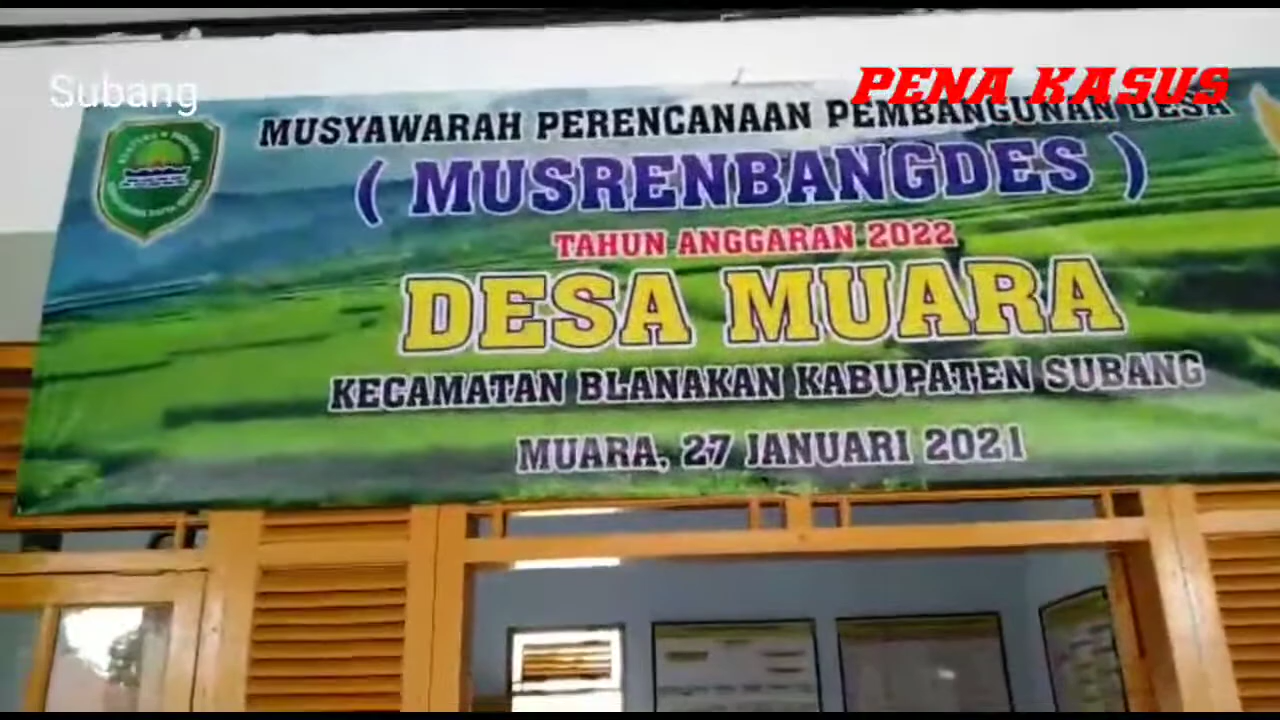 PENA KASUS
Subang
MUSYAWARAH PERENCANAAN PEMBANGUNAN DESA
( MUSRENBANGDES )
TAHUN ANGGARAN 2022
DESA MUARA
KECAMATAN BLANAKAN KABUPATEN SUBANG
MUARA, 27 JANUARI 2021